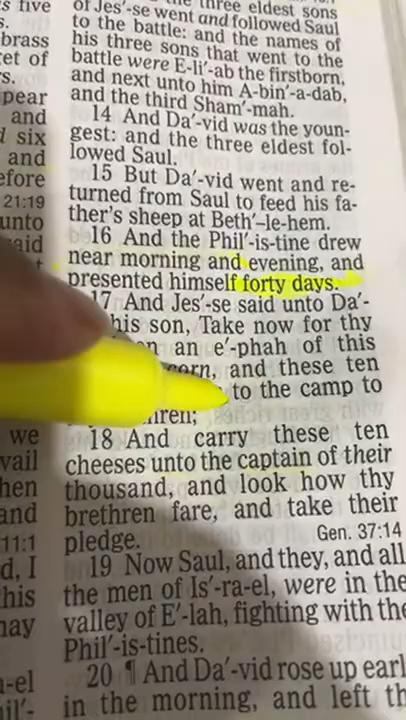 s five
brass
et of
rs.
pear
and
d six
and
efore
21:19
unto
said
we
vail
hen
and
11:1
d, I
his
nay
a-el
il'-
three eldest sons
of Jes'-se went and followed Saul
to the battle: and the names of
his three sons that went to the
battle were E-li'-ab the firstborn,
and next unto him A-bin'-a-dab,
and the third Sham'-mah.
14 And Da'-vid was the youn-
gest: and the three eldest fol-
lowed Saul.
15 But Da'-vid went and re-
turned from Saul to feed his fa-
ther's sheep at Beth'–le-hem.
16 And the Phil'-is-tine drew
near morning and evening, and
presented himself forty days.
17 And Jes'-se said unto Da'-
his son, Take now for thy
an e'-phah of this
corn, and these ten
to the camp to
hren;
18 And carry these ten
cheeses unto the captain of their
thousand, and look how thy
brethren fare, and take their
pledge. Gen. 37:14
19 Now Saul, and they, and all
the men of Is'-ra-el, were in the
valley of E'-lah, fighting with the
Phil'-is-tines.
20 ¶ And Da'-vid rose up earl
in the morning, and left th